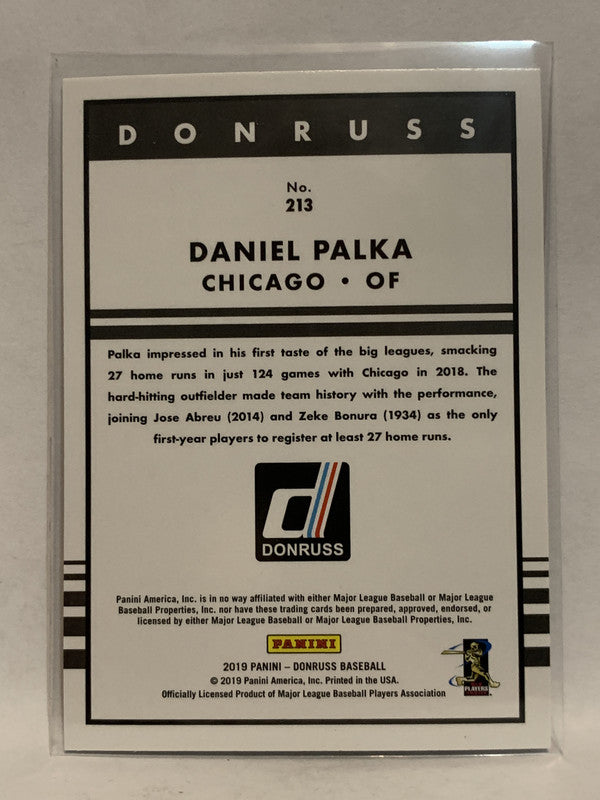 DONRUSS
No.
213
DANIEL PALKA
CHICAGO • OF
Palka impressed in his first taste of the big leagues, smacking
27 home runs in just 124 games with Chicago in 2018. The
hard-hitting outfielder made team history with the performance,
joining Jose Abreu (2014) and Zeke Bonura (1934) as the only
first-year players to register at least 27 home runs.
d
DONRUSS
Panini America, Inc. is in no way affiliated with either Major League Baseball or Major League
Baseball Properties, Inc. nor have these trading cards been prepared, approved, endorsed, or
licensed by either Major League Baseball or Major League Baseball Properties, Inc.
PANINI
2019 PANINI – DONRUSS BASEBALL
© 2019 Panini America, Inc. Printed in the USA.
Officially Licensed Product of Major League Baseball Players Association
PLAYERS